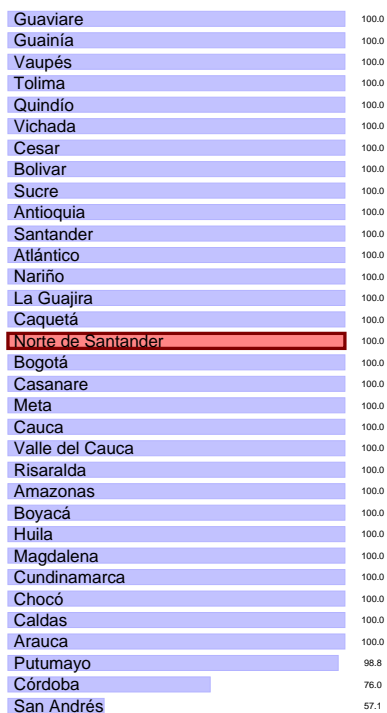 Guaviare 100.0
Guainía 100.0
Vaupés 100.0
Tolima 100.0
Quindío 100.0
Vichada 100.0
Cesar 100.0
Bolivar 100.0
Sucre 100.0
Antioquia 100.0
Santander 100.0
Atlántico 100.0
Nariño 100.0
La Guajira 100.0
Caquetá 100.0
Norte de Santander 100.0
Bogotá 100.0
Casanare 100.0
Meta 100.0
Cauca 100.0
Valle del Cauca 100.0
Risaralda 100.0
Amazonas 100.0
Boyacá 100.0
Huila 100.0
Magdalena 100.0
Cundinamarca 100.0
Chocó 100.0
Caldas 100.0
Arauca 100.0
Putumayo 98.8
Córdoba 76.0
San Andrés 57.1